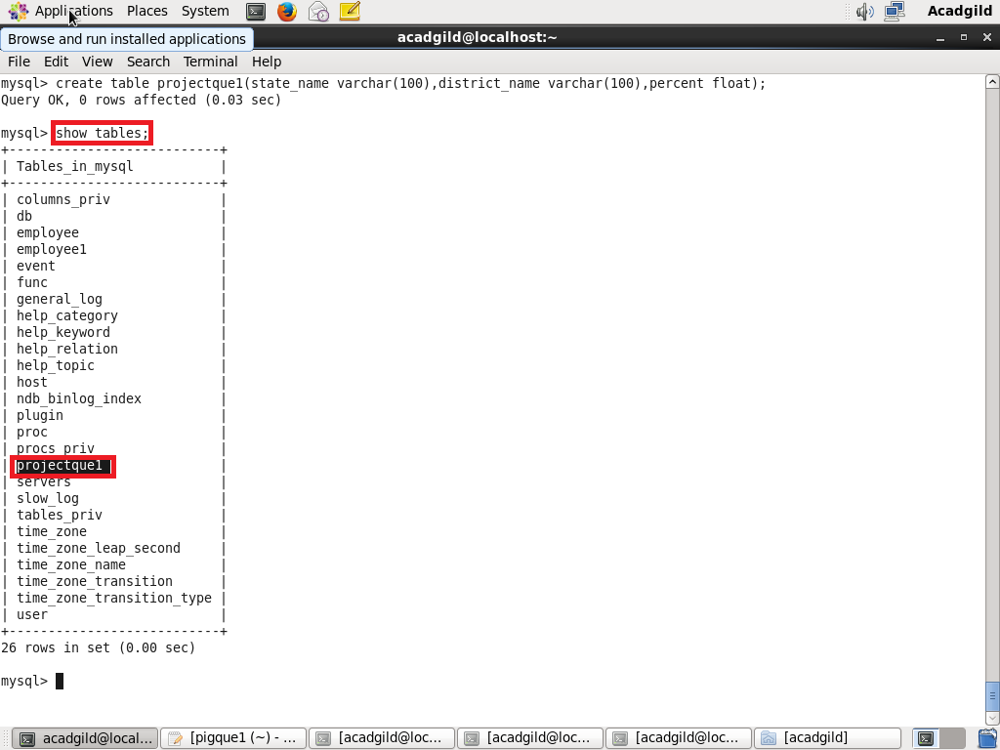 Applications Places System Acadgild
Browse and run installed applications
acadgild@localhost:~
File Edit View Search Terminal Help
mysql> create table projectque1(state_name varchar(100),district_name varchar(100),percent float);
Query OK, 0 rows affected (0.03 sec)
mysql> show tables;
+---------------------------+
| Tables_in_mysql           |
+---------------------------+
| columns_priv              |
| db                        |
| employee                  |
| employee1                 |
| event                     |
| func                      |
| general_log               |
| help_category             |
| help_keyword              |
| help_relation             |
| help_topic                |
| host                      |
| ndb_binlog_index          |
| plugin                    |
| proc                      |
| procs_priv                |
| projectque1               |
| servers                   |
| slow_log                  |
| tables_priv               |
| time_zone                 |
| time_zone_leap_second     |
| time_zone_name            |
| time_zone_transition      |
| time_zone_transition_type |
| user                      |
+---------------------------+
26 rows in set (0.00 sec)
mysql>
acadgild@local... [pigque1 (~) - ... [acadgild@loc... [acadgild@loc... [acadgild@loc... [acadgild]